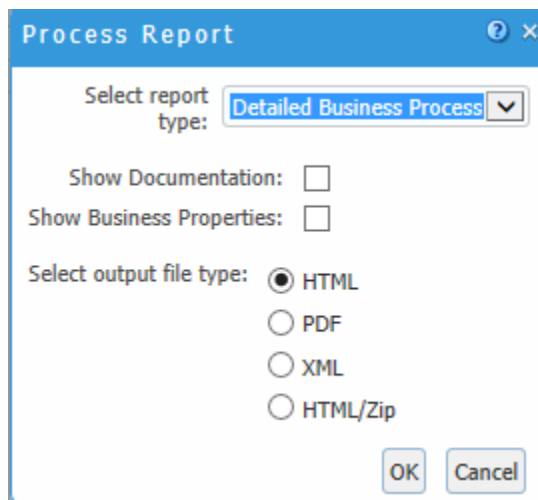 Process Report
Select report
type:
Detailed Business Process
Show Documentation:
Show Business Properties:
Select output file type:
HTML
PDF
XML
HTML/Zip
OK
Cancel